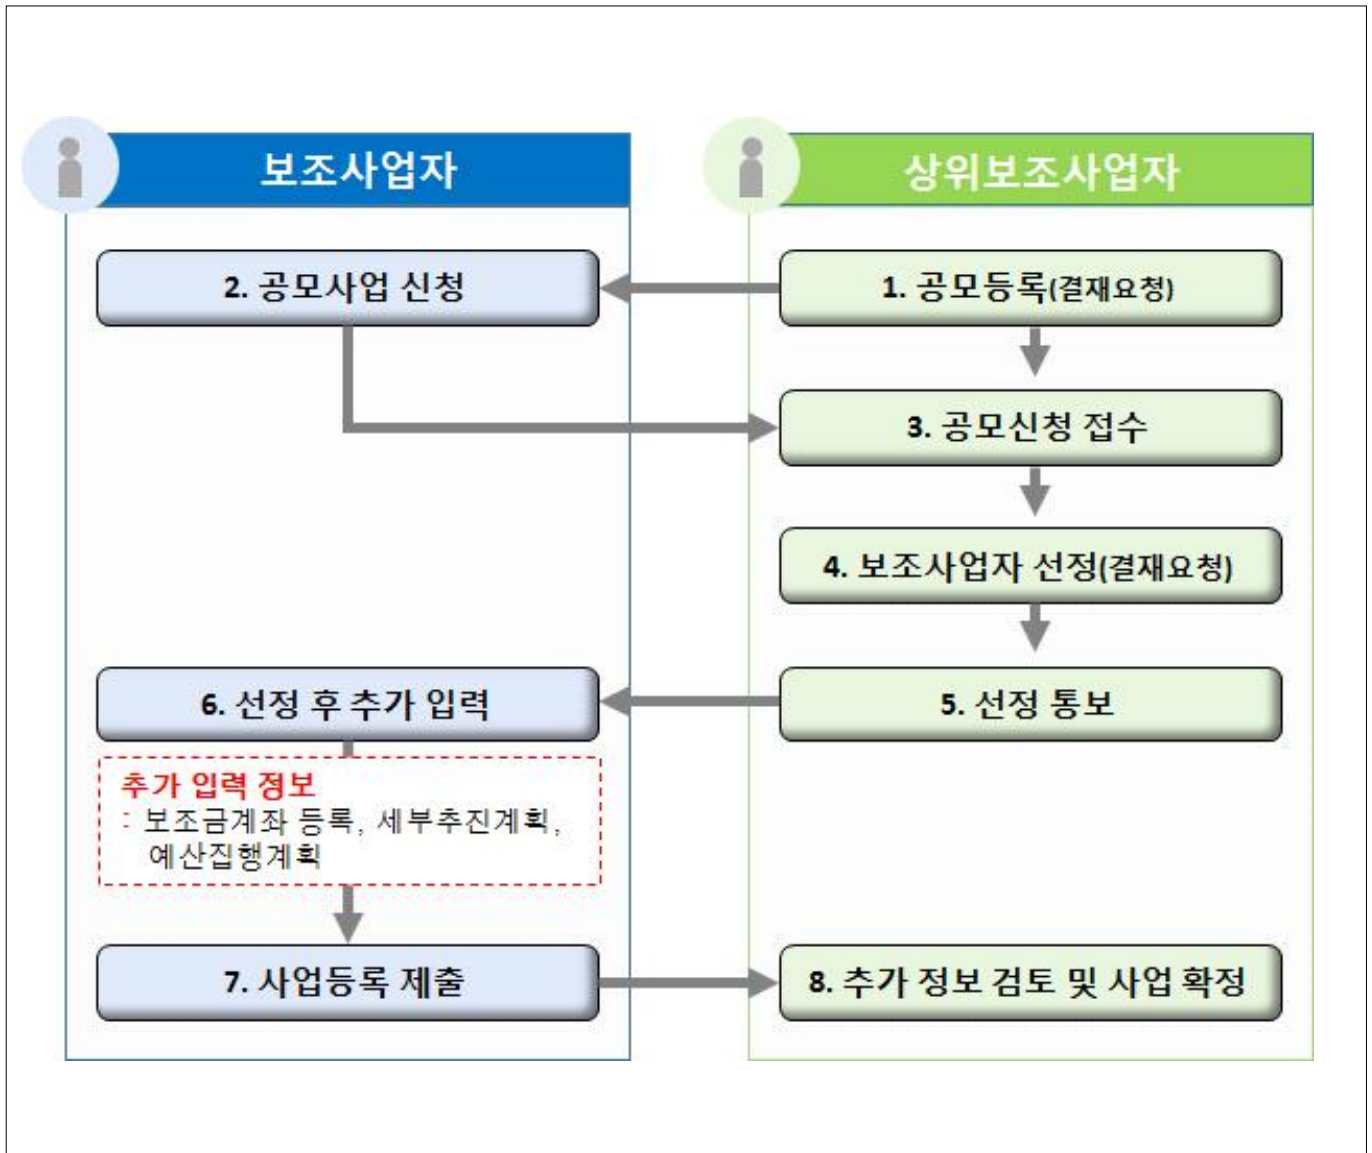 보조사업자
상위보조사업자
2. 공모사업 신청
1. 공모등록(결재요청)
3. 공모신청 접수
4. 보조사업자 선정(결재요청)
6. 선정 후 추가 입력
5. 선정 통보
추가 입력 정보
: 보조금계좌 등록, 세부추진계획,
예산집행계획
7. 사업등록 제출
8. 추가 정보 검토 및 사업 확정